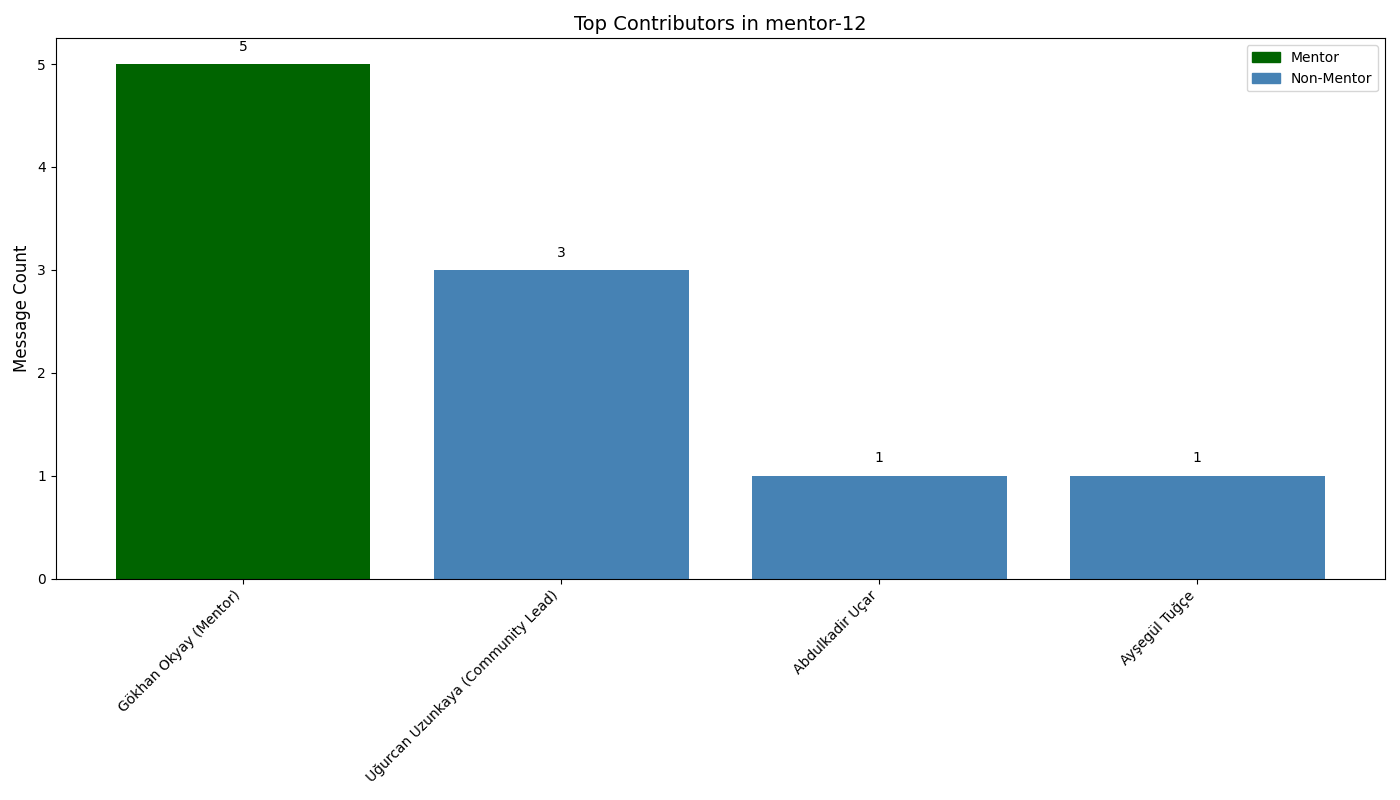 Top Contributors in mentor-12
Mentor
Non-Mentor
Message Count
5
4
3
2
1
0
5
3
1
1
Gökhan Okyay (Mentor)
Uğurcan Uzunkaya (Community Lead)
Abdulkadir Uçar
Ayşegül Tuğçe